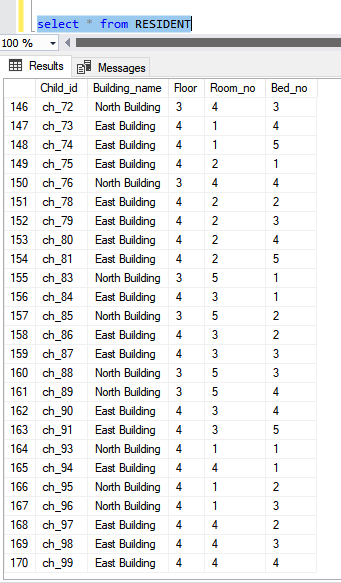 select * from RESIDENT
100 %
Results Messages
Child_id Building_name Floor Room_no Bed_no
146 ch_72 North Building 3 4 3
147 ch_73 East Building 4 1 4
148 ch_74 East Building 4 1 5
149 ch_75 East Building 4 2 1
150 ch_76 North Building 3 4 4
151 ch_78 East Building 4 2 2
152 ch_79 East Building 4 2 3
153 ch_80 East Building 4 2 4
154 ch_81 East Building 4 2 5
155 ch_83 North Building 3 5 1
156 ch_84 East Building 4 3 1
157 ch_85 North Building 3 5 2
158 ch_86 East Building 4 3 2
159 ch_87 East Building 4 3 3
160 ch_88 North Building 3 5 3
161 ch_89 North Building 3 5 4
162 ch_90 East Building 4 3 4
163 ch_91 East Building 4 3 5
164 ch_93 North Building 4 1 1
165 ch_94 East Building 4 4 1
166 ch_95 North Building 4 1 2
167 ch_96 North Building 4 1 3
168 ch_97 East Building 4 4 2
169 ch_98 East Building 4 4 3
170 ch_99 East Building 4 4 4